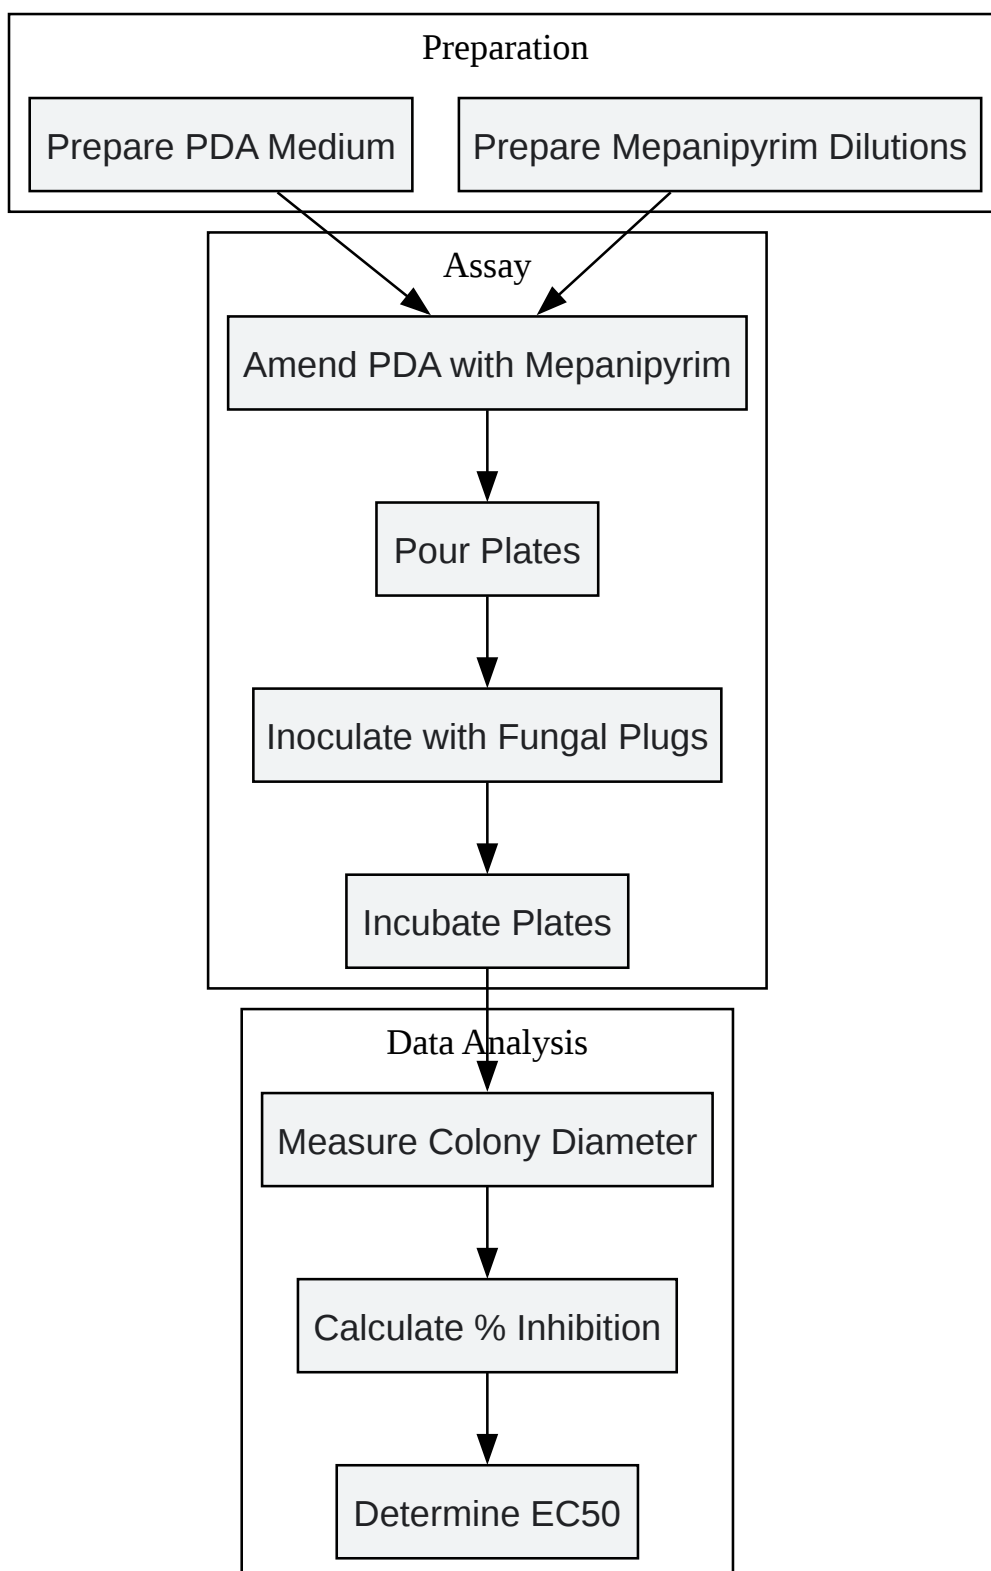 Preparation
Prepare PDA Medium
Prepare Mepanipyrim Dilutions
Assay
Amend PDA with Mepanipyrim
Pour Plates
Inoculate with Fungal Plugs
Incubate Plates
Data Analysis
Measure Colony Diameter
Calculate % Inhibition
Determine EC50